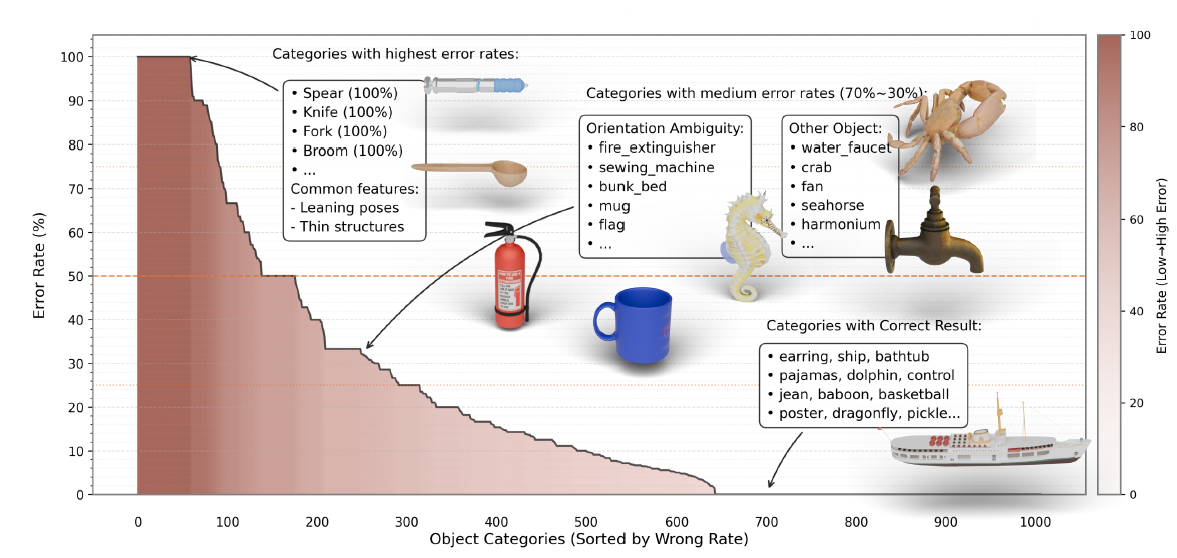 Categories with highest error rates:
• Spear (100%)
• Knife (100%)
• Fork (100%)
• Broom (100%)
• ...
Common features:
- Leaning poses
- Thin structures
Categories with medium error rates (70%~30%):
Orientation Ambiguity:
• fire_extinguisher
• sewing_machine
• bunk_bed
• mug
• flag
• ...
Other Object:
• water_faucet
• crab
• fan
• seahorse
• harmonium
• ...
Categories with Correct Result:
• earring, ship, bathtub
• pajamas, dolphin, control
• jean, baboon, basketball
• poster, dragonfly, pickle...
Error Rate (%)
100
90
80
70
60
50
40
30
20
10
0
0 100 200 300 400 500 600 700 800 900 1000
Object Categories (Sorted by Wrong Rate)
100
80
60
40
20
0
Error Rate (Low→High Error)